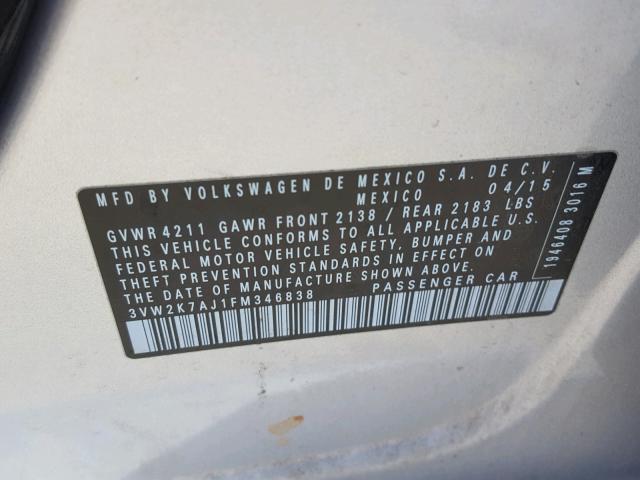 MFD BY VOLKSWAGEN DE MEXICO S.A. DE C.V.
MEXICO 04/15
GVWR 4211 GAWR FRONT 2138 / REAR 2183 LBS
THIS VEHICLE CONFORMS TO ALL APPLICABLE U.S.
FEDERAL MOTOR VEHICLE SAFETY, BUMPER AND
THEFT PREVENTION STANDARDS IN EFFECT ON
THE DATE OF MANUFACTURE SHOWN ABOVE.
3VW2K7AJ1FM346838 PASSENGER CAR
1946408 3016 M